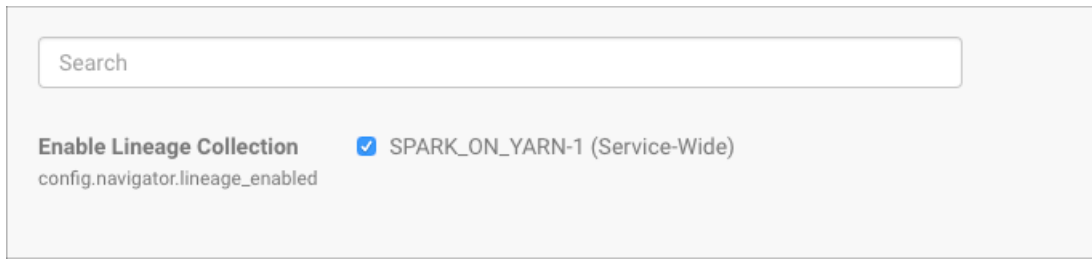 Search
Enable Lineage Collection SPARK_ON_YARN-1 (Service-Wide)
config.navigator.lineage_enabled